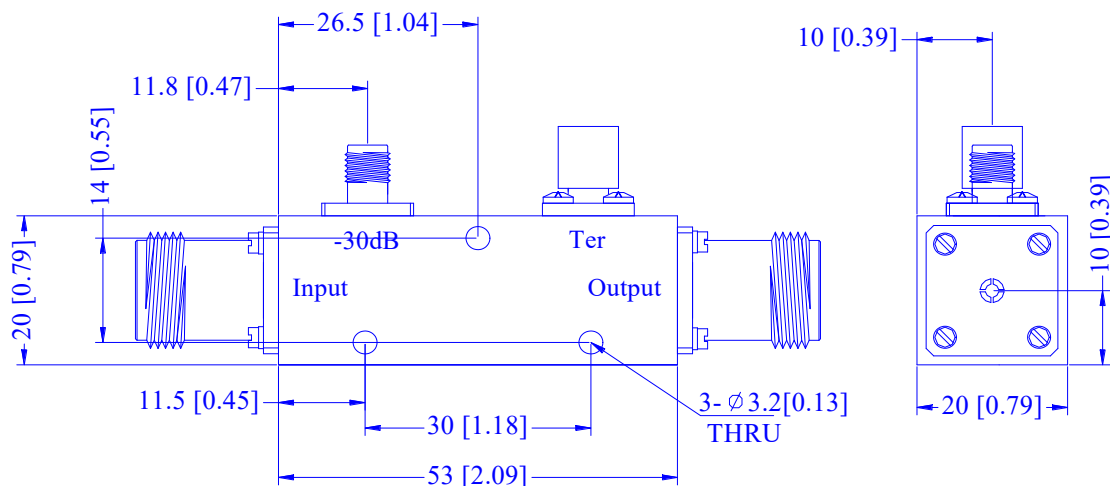 26.5 [1.04]
10 [0.39]
11.8 [0.47]
14 [0.55]
20 [0.79]
-30dB
Ter
Input
Output
10 [0.39]
11.5 [0.45]
30 [1.18]
3- Ø3.2[0.13]
THRU
20 [0.79]
53 [2.09]